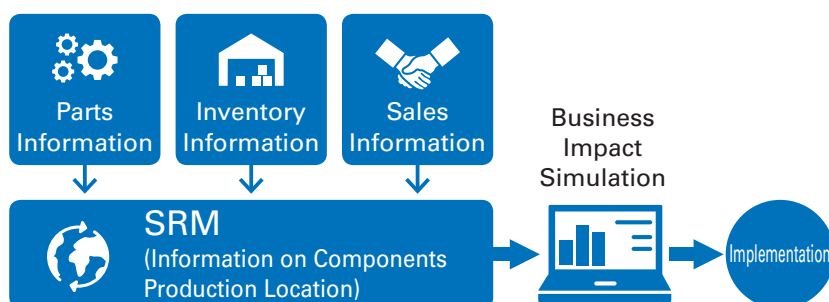 Parts
Information
Inventory
Information
Sales
Information
Business
Impact
Simulation
SRM
(Information on Components
Production Location)
Implementation